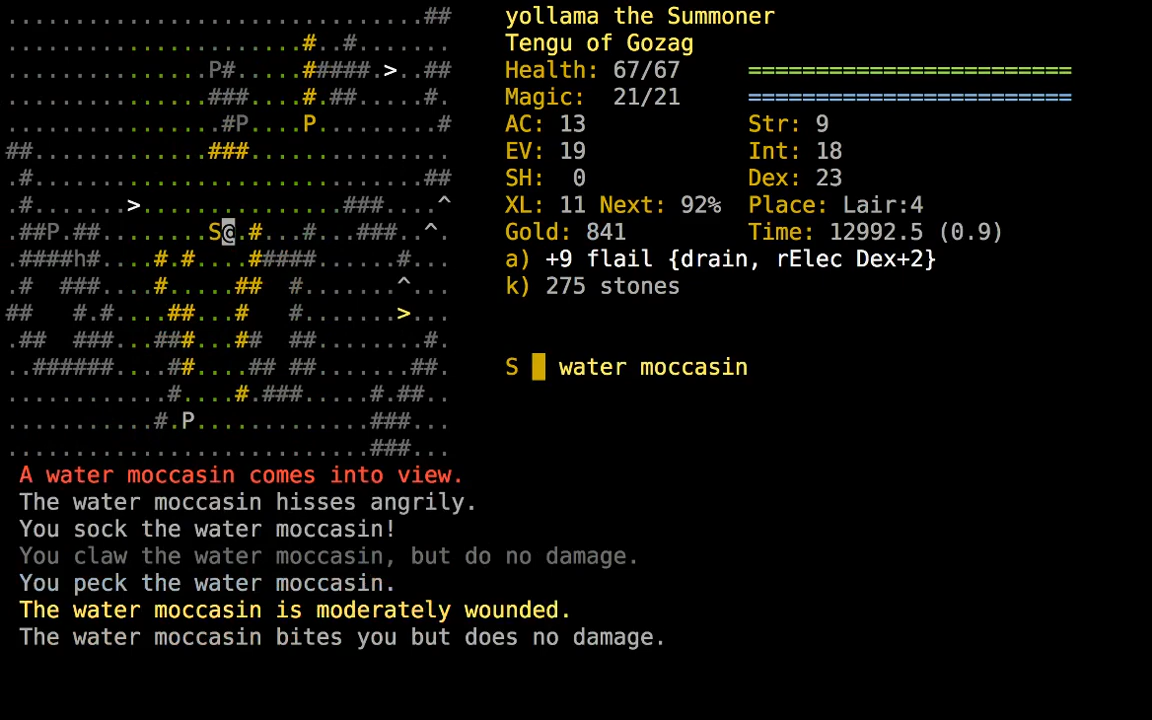 ...............................## yollama the Summoner
......................#..#....... Tengu of Gozag
...............P#.....#####.>..## Health: 67/67 ========================
...............###....#.##.....#. Magic: 21/21 ========================
................#P....P.........# AC: 13 Str: 9
##.............###............... EV: 19 Int: 18
.#.............................## SH: 0 Dex: 23
.#.......>...............###....^ XL: 11 Next: 92% Place: Lair:4
.##P.##........S@.#...#...###..^. Gold: 841 Time: 12992.5 (0.9)
.####h#....#.#....#####......#... a) +9 flail {drain, rElec Dex+2}
.#  ###....#.....##  #.......^... k) 275 stones
##   #.#....##...#   #.......>...
.##  ###...###...##  ##........#.
..######....##....## ##.......##. S water moccasin
............#....#.###.....#.##..
...........#.P.............###...
...........................###...
A water moccasin comes into view.
The water moccasin hisses angrily.
You sock the water moccasin!
You claw the water moccasin, but do no damage.
You peck the water moccasin.
The water moccasin is moderately wounded.
The water moccasin bites you but does no damage.